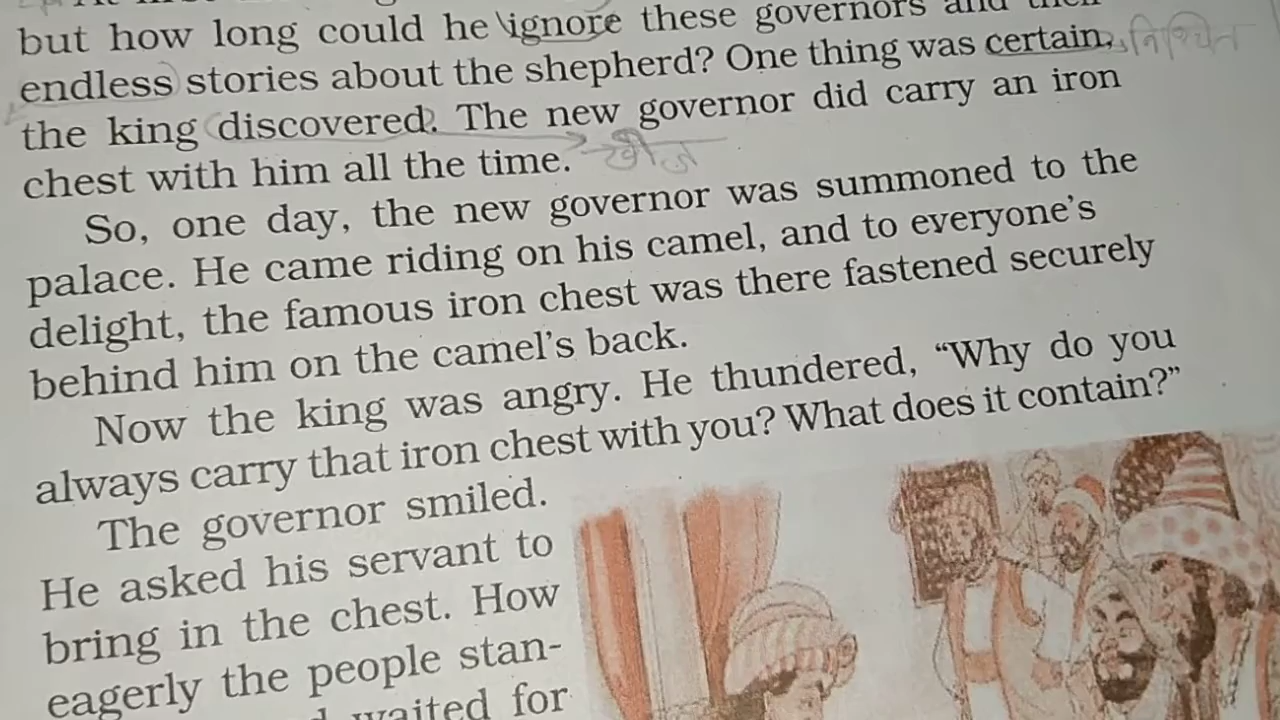 but how long could he ignore these governors and their
endless stories about the shepherd? One thing was certain, निश्चित
the king discovered. The new governor did carry an iron
chest with him all the time.
So, one day, the new governor was summoned to the
palace. He came riding on his camel, and to everyone's
delight, the famous iron chest was there fastened securely
behind him on the camel's back.
Now the king was angry. He thundered, “Why do you
always carry that iron chest with you? What does it contain?”
The governor smiled.
He asked his servant to
bring in the chest. How
eagerly the people stan-
waited for